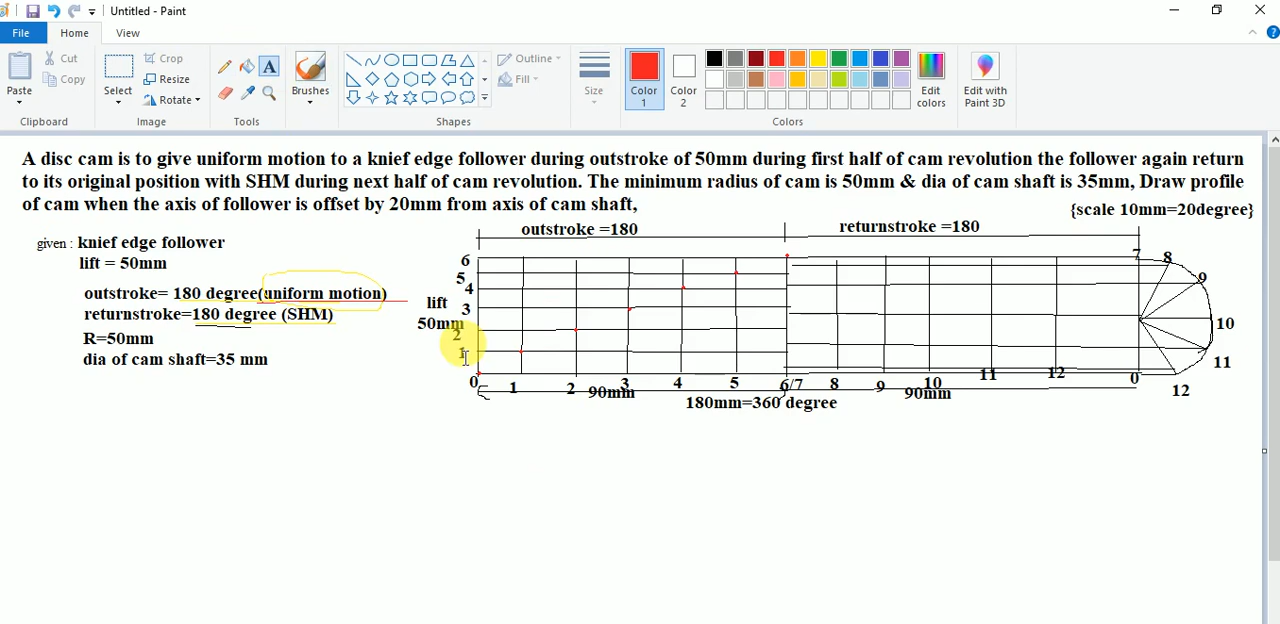 Untitled - Paint
File
Home
View
Paste
Cut
Copy
Clipboard
Select
Crop
Resize
Rotate
Image
A
Tools
Brushes
Outline
Fill
Shapes
Size
Color 1
Color 2
Edit colors
Colors
Edit with Paint 3D
A disc cam is to give uniform motion to a knief edge follower during outstroke of 50mm during first half of cam revolution the follower again return
to its original position with SHM during next half of cam revolution. The minimum radius of cam is 50mm & dia of cam shaft is 35mm, Draw profile
of cam when the axis of follower is offset by 20mm from axis of cam shaft,
{scale 10mm=20degree}
given : knief edge follower
lift = 50mm
outstroke= 180 degree(uniform motion)
returnstroke=180 degree (SHM)
R=50mm
dia of cam shaft=35 mm
outstroke =180
returnstroke =180
6
5
4
3
2
1
lift
50mm
7
8
9
10
11
12
0 1 2 3 4 5 6/7 8 9 10 11 12 0
90mm
90mm
180mm=360 degree